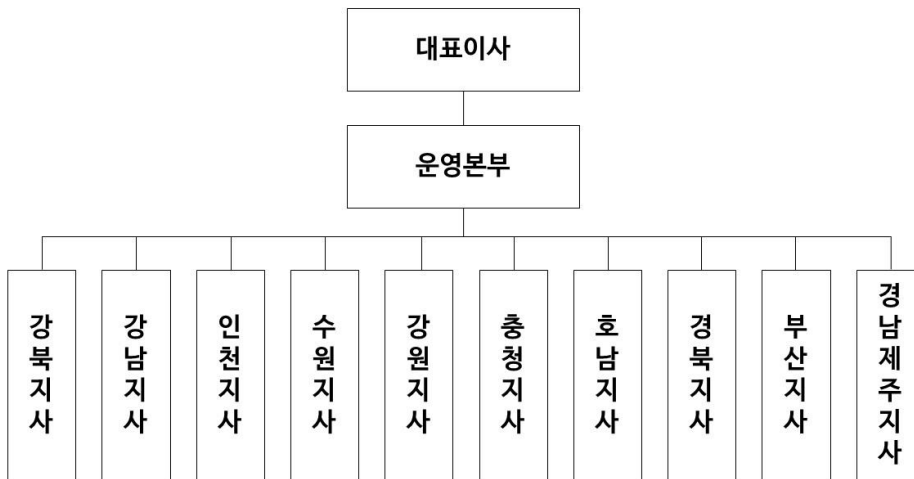 대표이사
운영본부
강북지사
강남지사
인천지사
수원지사
강원지사
충청지사
호남지사
경북지사
부산지사
경남제주지사